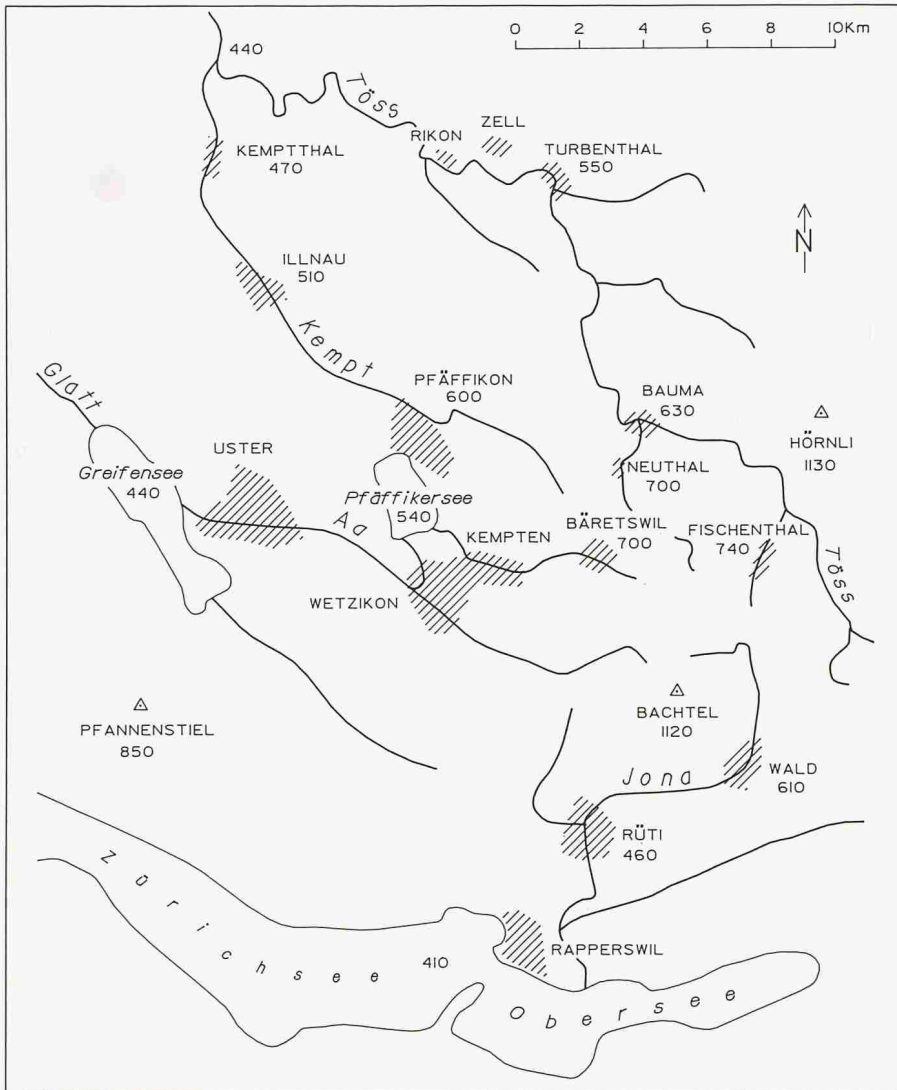 0 2 4 6 8 10Km
440
Töss
ZELL
RIKON
TURBENTHAL
550
KEMPTTHAL
470
N
ILLNAU
510
Kempt
Glatt
PFÄFFIKON
600
BAUMA
630
HÖRNLI
1130
USTER
Greifensee
440
NEUTHAL
700
Pfäffikersee
540
Aa
KEMPTEN
BÄRETSWIL
700
FISCHENTHAL
740
Töss
WETZIKON
PFANNENSTIEL
850
BACHTEL
1120
Jona
WALD
610
RÜTI
460
Zürichsee 410
RAPPERSWIL
Obersee